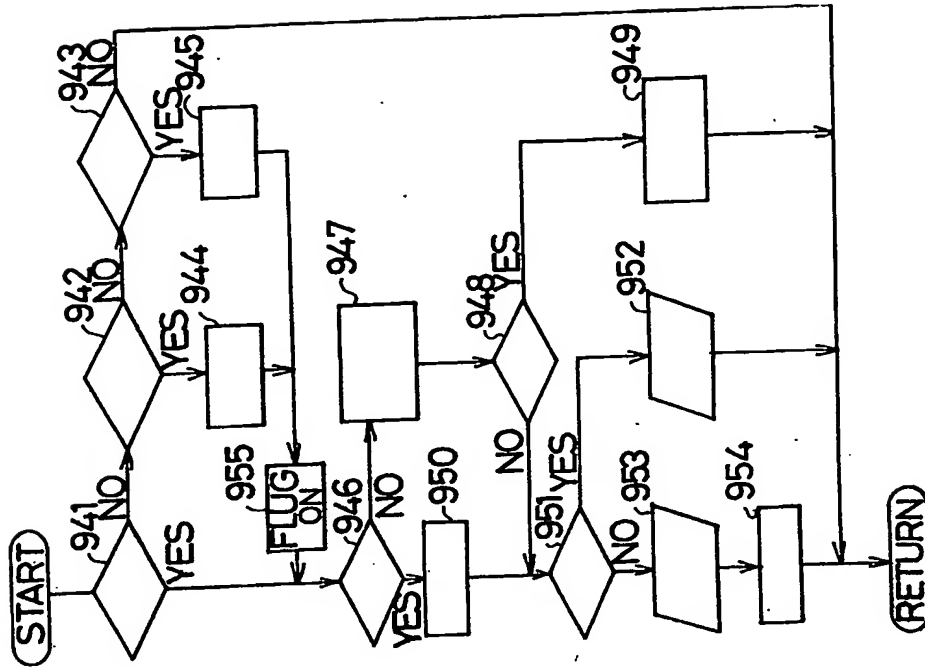 START
941
NO
942
NO
943
NO
YES
YES
944
YES
945
955
FLUG
ON
946
NO
947
YES
950
948
YES
NO
951
YES
949
952
NO
953
954
RETURN